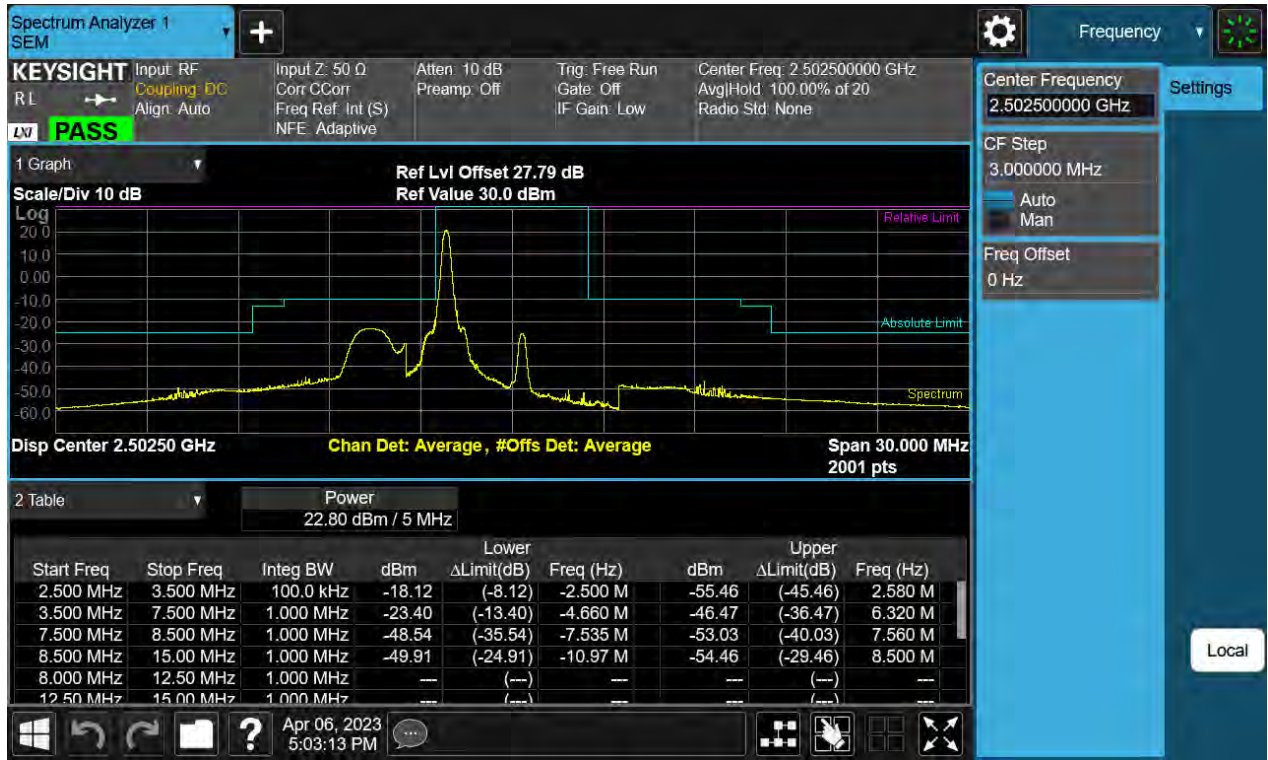 Spectrum Analyzer 1
SEM
+
Frequency
KEYSIGHT
RL
LXI
PASS
Input: RF
Coupling: DC
Align: Auto
Input Z: 50 Ω
Corr CCorr
Freq Ref: Int (S)
NFE: Adaptive
Atten: 10 dB
Preamp: Off
Trig: Free Run
Gate: Off
IF Gain: Low
Center Freq: 2.502500000 GHz
Avg|Hold: 100.00% of 20
Radio Std: None
Center Frequency
2.502500000 GHz
Settings
CF Step
3.000000 MHz
Auto
Man
Freq Offset
0 Hz
Local
1 Graph
Scale/Div 10 dB
Ref Lvl Offset 27.79 dB
Ref Value 30.0 dBm
Log
20.0
10.0
0.00
-10.0
-20.0
-30.0
-40.0
-50.0
-60.0
Relative Limit
Absolute Limit
Spectrum
Disp Center 2.50250 GHz
Chan Det: Average , #Offs Det: Average
Span 30.000 MHz
2001 pts
2 Table
Power
22.80 dBm / 5 MHz
Lower Upper
Start Freq Stop Freq Integ BW dBm ΔLimit(dB) Freq (Hz) dBm ΔLimit(dB) Freq (Hz)
2.500 MHz 3.500 MHz 100.0 kHz -18.12 (-8.12) -2.500 M -55.46 (-45.46) 2.580 M
3.500 MHz 7.500 MHz 1.000 MHz -23.40 (-13.40) -4.660 M -46.47 (-36.47) 6.320 M
7.500 MHz 8.500 MHz 1.000 MHz -48.54 (-35.54) -7.535 M -53.03 (-40.03) 7.560 M
8.500 MHz 15.00 MHz 1.000 MHz -49.91 (-24.91) -10.97 M -54.46 (-29.46) 8.500 M
8.000 MHz 12.50 MHz 1.000 MHz --- (---) --- --- (---) ---
12.50 MHz 15.00 MHz 1.000 MHz --- (---) --- --- (---) ---
?
Apr 06, 2023
5:03:13 PM